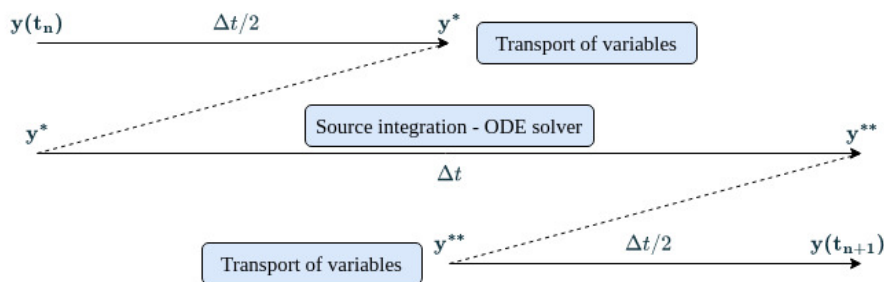 y(tₙ) Δt/2 y*
Transport of variables
y* Source integration - ODE solver y**
Δt
y** Δt/2 y(tₙ₊₁)
Transport of variables